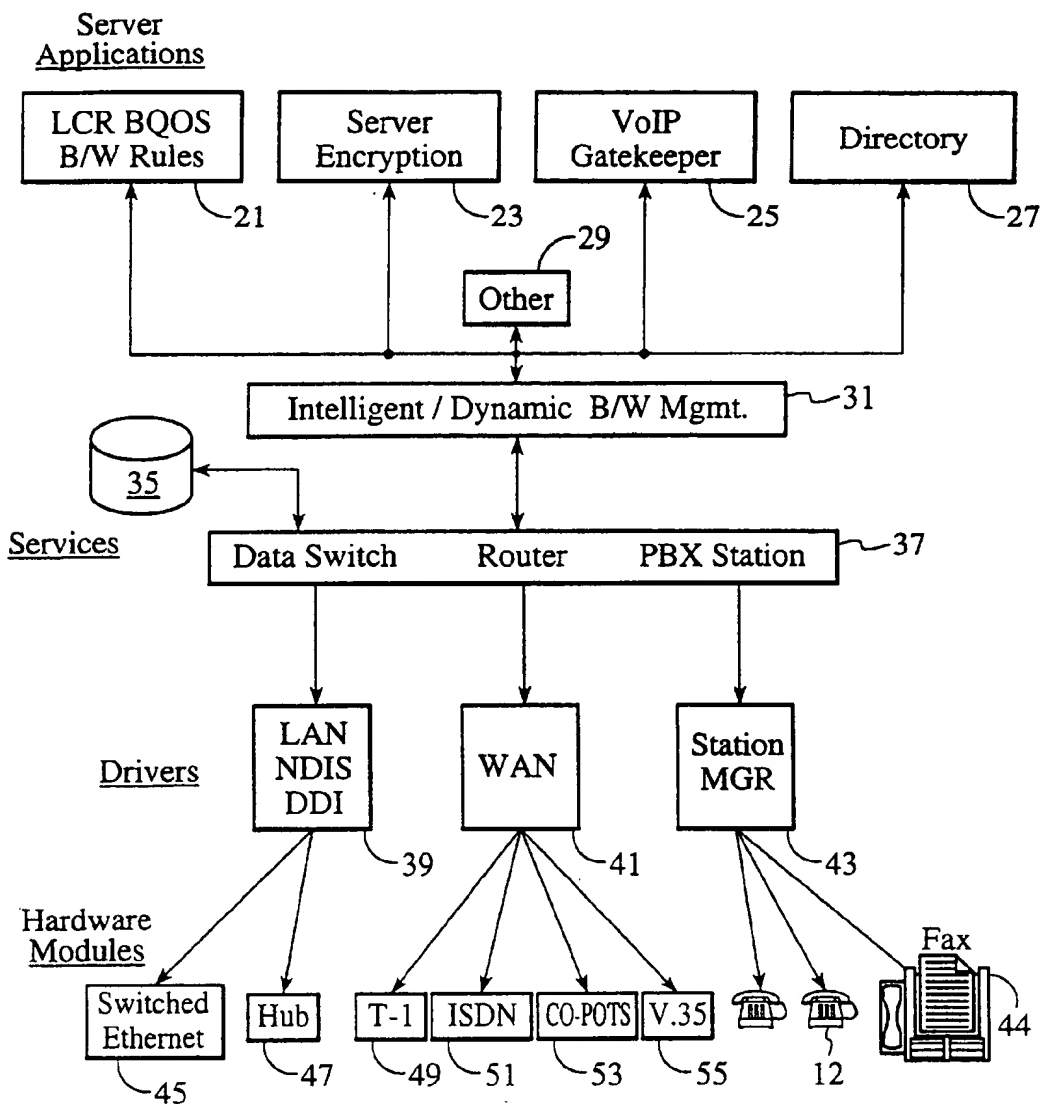 Server
Applications
LCR BQOS
B/W Rules
Server
Encryption
VoIP
Gatekeeper
Directory
21
23
25
27
29
Other
Intelligent / Dynamic B/W Mgmt.
31
35
Services
Data Switch
Router
PBX Station
37
Drivers
LAN
NDIS
DDI
WAN
Station
MGR
39
41
43
Hardware
Modules
Fax
Switched
Ethernet
Hub
T-1
ISDN
CO-POTS
V.35
44
45
47
49
51
53
55
12